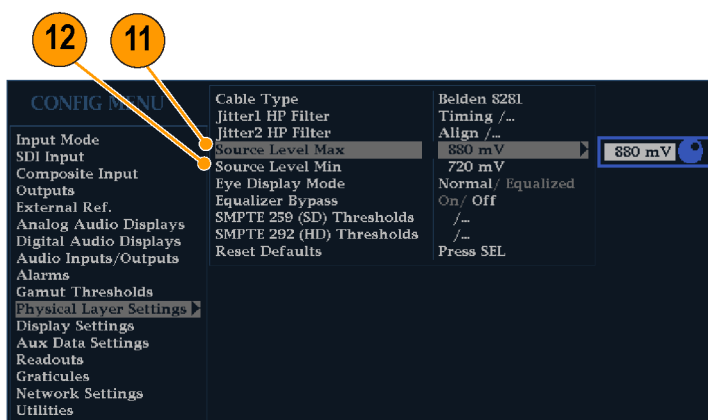 12 11
CONFIG MENU
Input Mode
SDI Input
Composite Input
Outputs
External Ref.
Analog Audio Displays
Digital Audio Displays
Audio Inputs/Outputs
Alarms
Gamut Thresholds
Physical Layer Settings
Display Settings
Aux Data Settings
Readouts
Graticules
Network Settings
Utilities
Cable Type Belden 8281
Jitter1 HP Filter Timing /...
Jitter2 HP Filter Align /...
Source Level Max 880 mV
Source Level Min 720 mV
Eye Display Mode Normal/ Equalized
Equalizer Bypass On/ Off
SMPTE 259 (SD) Thresholds /...
SMPTE 292 (HD) Thresholds /...
Reset Defaults Press SEL
880 mV